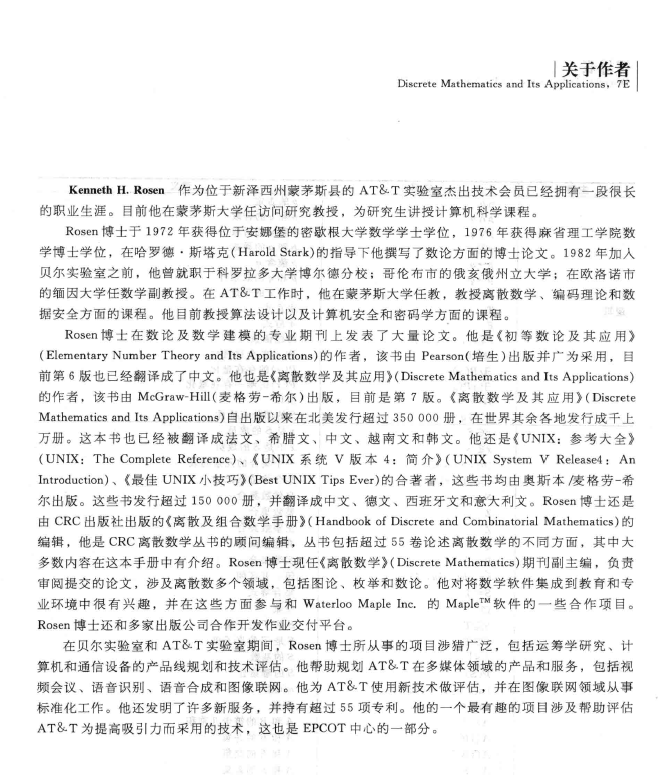 关于作者
Discrete Mathematics and Its Applications, 7E
Kenneth H. Rosen 作为位于新泽西州蒙茅斯县的 AT&T 实验室杰出技术会员已经拥有一段很长
的职业生涯。目前他在蒙茅斯大学任访问研究教授，为研究生讲授计算机科学课程。
Rosen 博士于 1972 年获得位于安娜堡的密歇根大学数学学士学位，1976 年获得麻省理工学院数
学博士学位，在哈罗德·斯塔克(Harold Stark)的指导下他撰写了数论方面的博士论文。1982 年加入
贝尔实验室之前，他曾就职于科罗拉多大学博尔德分校；哥伦布市的俄亥俄州立大学；在欧洛诺市
的缅因大学任数学副教授。在 AT&T 工作时，他在蒙茅斯大学任教，教授离散数学、编码理论和数
据安全方面的课程。他目前教授算法设计以及计算机安全和密码学方面的课程。
Rosen 博士在数论及数学建模的专业期刊上发表了大量论文。他是《初等数论及其应用》
(Elementary Number Theory and Its Applications)的作者，该书由 Pearson(培生)出版并广为采用，目
前第 6 版也已经翻译成了中文。他也是《离散数学及其应用》(Discrete Mathematics and Its Applications)
的作者，该书由 McGraw-Hill(麦格劳-希尔)出版，目前是第 7 版。《离散数学及其应用》(Discrete
Mathematics and Its Applications)自出版以来在北美发行超过 350 000 册，在世界其余各地发行成千上
万册。这本书也已经被翻译成法文、希腊文、中文、越南文和韩文。他还是《UNIX：参考大全》
(UNIX: The Complete Reference)、《UNIX 系统 V 版本 4：简介》(UNIX System V Release4: An
Introduction)、《最佳 UNIX 小技巧》(Best UNIX Tips Ever)的合著者，这些书均由奥斯本/麦格劳-希
尔出版。这些书发行超过 150 000 册，并翻译成中文、德文、西班牙文和意大利文。Rosen 博士还是
由 CRC 出版社出版的《离散及组合数学手册》(Handbook of Discrete and Combinatorial Mathematics)的
编辑，他是 CRC 离散数学丛书的顾问编辑，丛书包括超过 55 卷论述离散数学的不同方面，其中大
多数内容在这本手册中有介绍。Rosen 博士现任《离散数学》(Discrete Mathematics)期刊副主编，负责
审阅提交的论文，涉及离散数多个领域，包括图论、枚举和数论。他对将数学软件集成到教育和专
业环境中很有兴趣，并在这些方面参与和 Waterloo Maple Inc. 的 Maple™ 软件的一些合作项目。
Rosen 博士还和多家出版公司合作开发作业交付平台。
在贝尔实验室和 AT&T 实验室期间，Rosen 博士所从事的项目涉猎广泛，包括运筹学研究、计
算机和通信设备的产品线规划和技术评估。他帮助规划 AT&T 在多媒体领域的产品和服务，包括视
频会议、语音识别、语音合成和图像联网。他为 AT&T 使用新技术做评估，并在图像联网领域从事
标准化工作。他还发明了许多新服务，并持有超过 55 项专利。他的一个最有趣的项目涉及帮助评估
AT&T 为提高吸引力而采用的技术，这也是 EPCOT 中心的一部分。